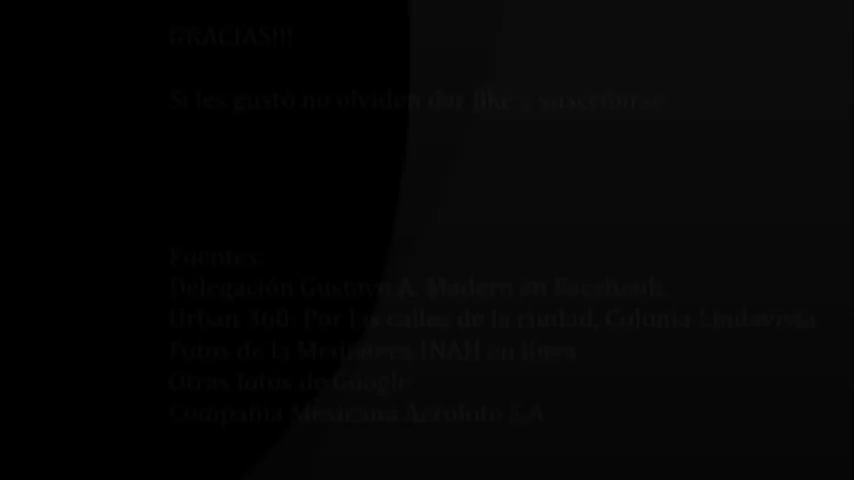 GRACIAS!!!
Si les gustó no olviden dar like y suscribirse
Fuentes:
Delegación Gustavo A. Madero en Facebook.
Urban 360: Por las calles de la ciudad, Colonia Lindavista
Fotos de la Mediateca INAH en línea
Otras fotos de Google
Compañía Mexicana Aerofoto S.A